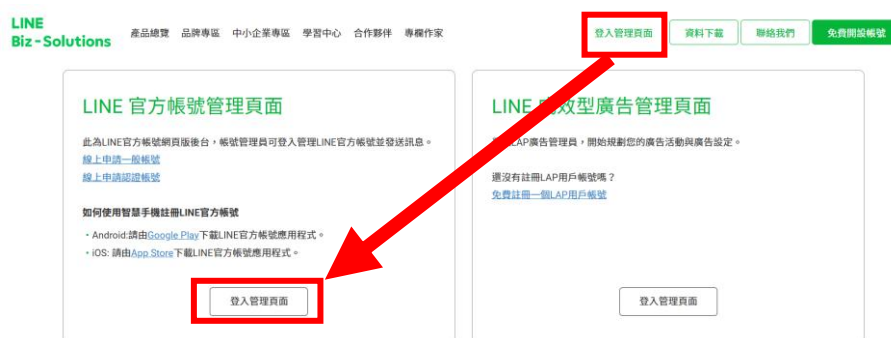 LINE
Biz-Solutions
產品總覽 品牌專區 中小企業專區 學習中心 合作夥伴 專欄作家
登入管理頁面 資料下載 聯絡我們 免費開設帳號
LINE 官方帳號管理頁面
此為LINE官方帳號網頁版後台，帳號管理員可登入管理LINE官方帳號並發送訊息。
線上申請一般帳號
線上申請認證帳號
如何使用智慧手機註冊LINE官方帳號
・Android:請由Google Play下載LINE官方帳號應用程式。
・iOS: 請由App Store下載LINE官方帳號應用程式。
登入管理頁面
LINE 效型廣告管理頁面
LAP廣告管理員，開始規劃您的廣告活動與廣告設定。
還沒有註冊LAP用戶帳號嗎？
免費註冊一個LAP用戶帳號
登入管理頁面